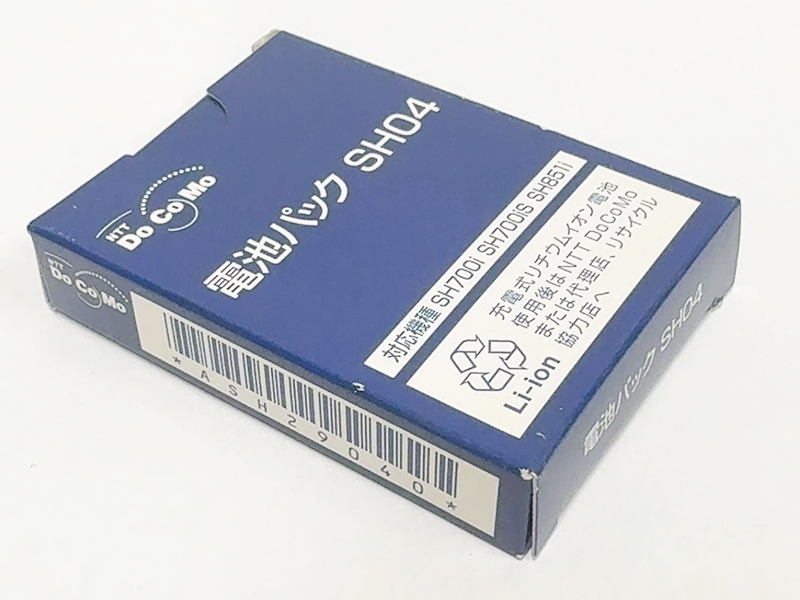 NTT
DoCoMo
電池パック SH04
対応機種 SH700i SH700iS SH851i
充電式リチウムイオン電池
使用後はNTT DoCoMo
または代理店、リサイクル
協力店へ
Li-ion
NTT
DoCoMo
*ASH29040*
電池パック SH04